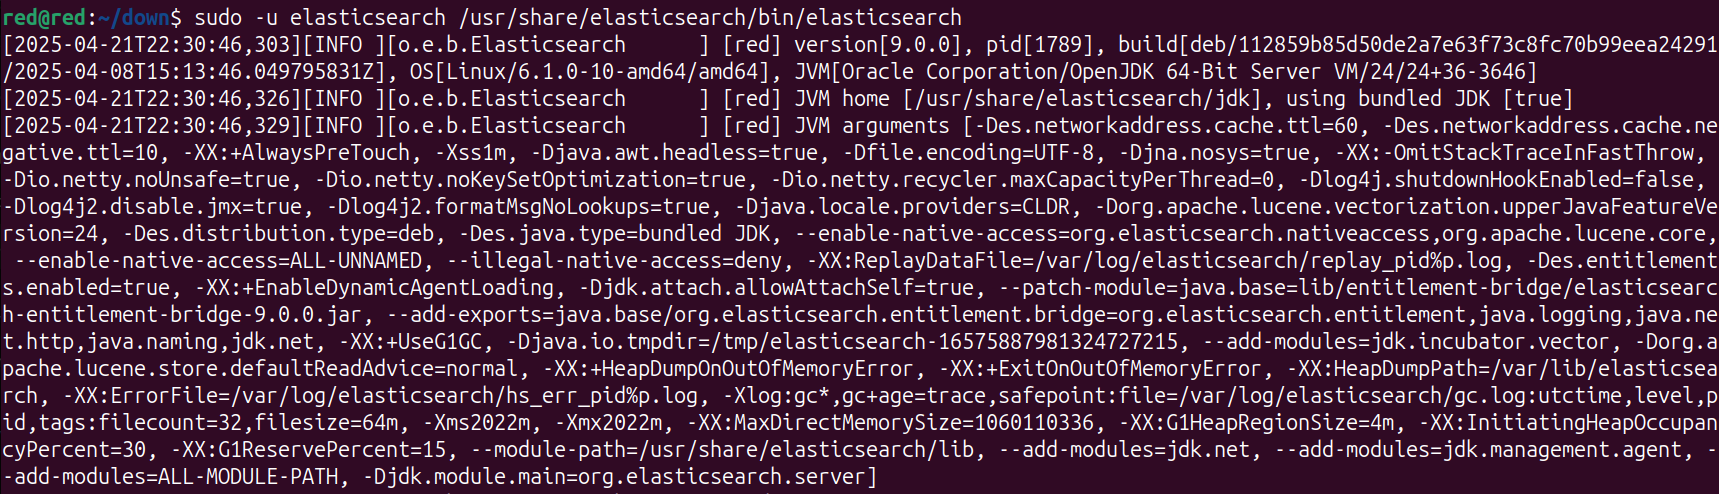 red@red:~/down$ sudo -u elasticsearch /usr/share/elasticsearch/bin/elasticsearch
[2025-04-21T22:30:46,303][INFO ][o.e.b.Elasticsearch      ] [red] version[9.0.0], pid[1789], build[deb/112859b85d50de2a7e63f73c8fc70b99eea24291
/2025-04-08T15:13:46.049795831Z], OS[Linux/6.1.0-10-amd64/amd64], JVM[Oracle Corporation/OpenJDK 64-Bit Server VM/24/24+36-3646]
[2025-04-21T22:30:46,326][INFO ][o.e.b.Elasticsearch      ] [red] JVM home [/usr/share/elasticsearch/jdk], using bundled JDK [true]
[2025-04-21T22:30:46,329][INFO ][o.e.b.Elasticsearch      ] [red] JVM arguments [-Des.networkaddress.cache.ttl=60, -Des.networkaddress.cache.ne
gative.ttl=10, -XX:+AlwaysPreTouch, -Xss1m, -Djava.awt.headless=true, -Dfile.encoding=UTF-8, -Djna.nosys=true, -XX:-OmitStackTraceInFastThrow,
-Dio.netty.noUnsafe=true, -Dio.netty.noKeySetOptimization=true, -Dio.netty.recycler.maxCapacityPerThread=0, -Dlog4j.shutdownHookEnabled=false,
-Dlog4j2.disable.jmx=true, -Dlog4j2.formatMsgNoLookups=true, -Djava.locale.providers=CLDR, -Dorg.apache.lucene.vectorization.upperJavaFeatureVe
rsion=24, -Des.distribution.type=deb, -Des.java.type=bundled JDK, --enable-native-access=org.elasticsearch.nativeaccess,org.apache.lucene.core,
 --enable-native-access=ALL-UNNAMED, --illegal-native-access=deny, -XX:ReplayDataFile=/var/log/elasticsearch/replay_pid%p.log, -Des.entitlement
s.enabled=true, -XX:+EnableDynamicAgentLoading, -Djdk.attach.allowAttachSelf=true, --patch-module=java.base=lib/entitlement-bridge/elasticsearc
h-entitlement-bridge-9.0.0.jar, --add-exports=java.base/org.elasticsearch.entitlement.bridge=org.elasticsearch.entitlement,java.logging,java.ne
t.http,java.naming,jdk.net, -XX:+UseG1GC, -Djava.io.tmpdir=/tmp/elasticsearch-16575887981324727215, --add-modules=jdk.incubator.vector, -Dorg.a
pache.lucene.store.defaultReadAdvice=normal, -XX:+HeapDumpOnOutOfMemoryError, -XX:+ExitOnOutOfMemoryError, -XX:HeapDumpPath=/var/lib/elasticsea
rch, -XX:ErrorFile=/var/log/elasticsearch/hs_err_pid%p.log, -Xlog:gc*,gc+age=trace,safepoint:file=/var/log/elasticsearch/gc.log:utctime,level,p
id,tags:filecount=32,filesize=64m, -Xms2022m, -Xmx2022m, -XX:MaxDirectMemorySize=1060110336, -XX:G1HeapRegionSize=4m, -XX:InitiatingHeapOccupan
cyPercent=30, -XX:G1ReservePercent=15, --module-path=/usr/share/elasticsearch/lib, --add-modules=jdk.net, --add-modules=jdk.management.agent, -
-add-modules=ALL-MODULE-PATH, -Djdk.module.main=org.elasticsearch.server]